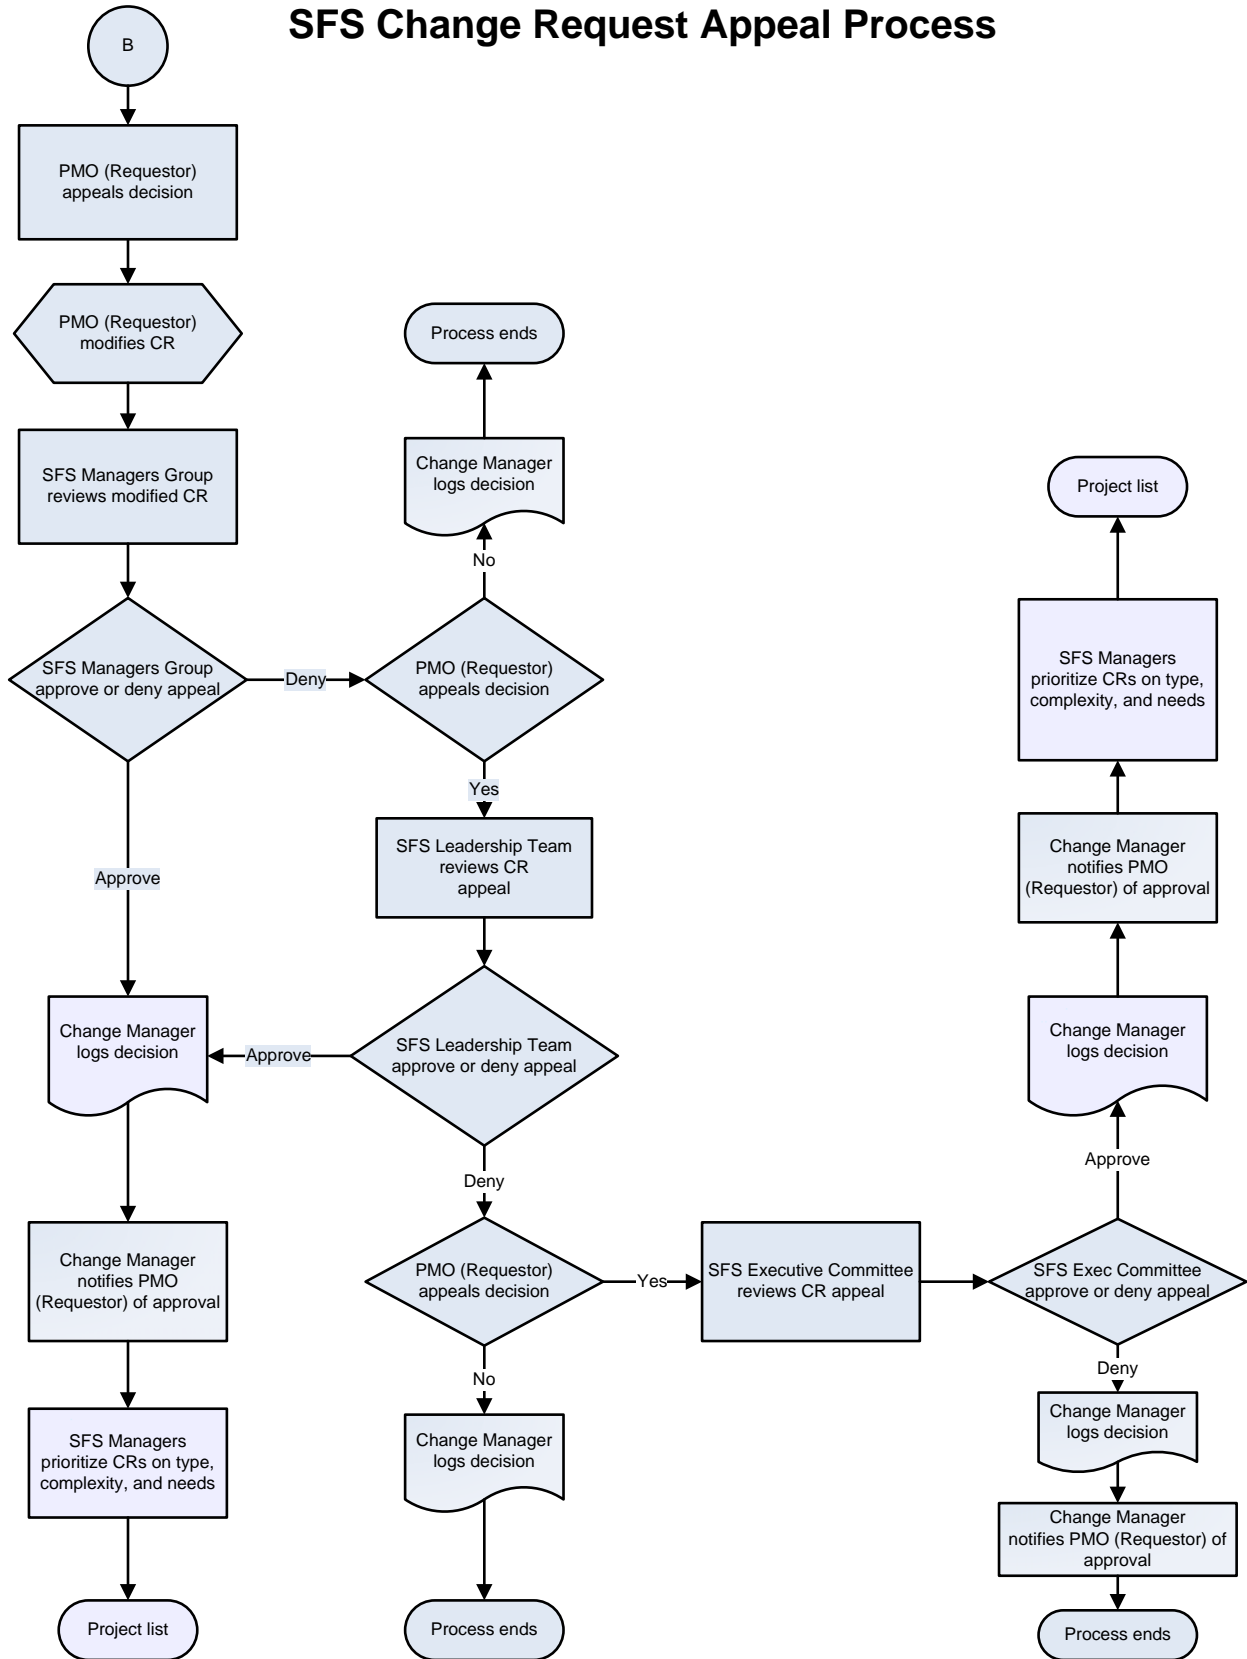 SFS Change Request Appeal Process
B
PMO (Requestor)
appeals decision
PMO (Requestor)
modifies CR
SFS Managers Group
reviews modified CR
SFS Managers Group
approve or deny appeal
Deny
Approve
Change Manager
logs decision
Change Manager
notifies PMO
(Requestor) of approval
SFS Managers
prioritize CRs on type,
complexity, and needs
Project list
Process ends
Change Manager
logs decision
No
PMO (Requestor)
appeals decision
Yes
SFS Leadership Team
reviews CR
appeal
SFS Leadership Team
approve or deny appeal
Approve
Deny
PMO (Requestor)
appeals decision
Yes
No
Change Manager
logs decision
Process ends
SFS Executive Committee
reviews CR appeal
Project list
SFS Managers
prioritize CRs on type,
complexity, and needs
Change Manager
notifies PMO
(Requestor) of approval
Change Manager
logs decision
Approve
SFS Exec Committee
approve or deny appeal
Deny
Change Manager
logs decision
Change Manager
notifies PMO (Requestor) of
approval
Process ends